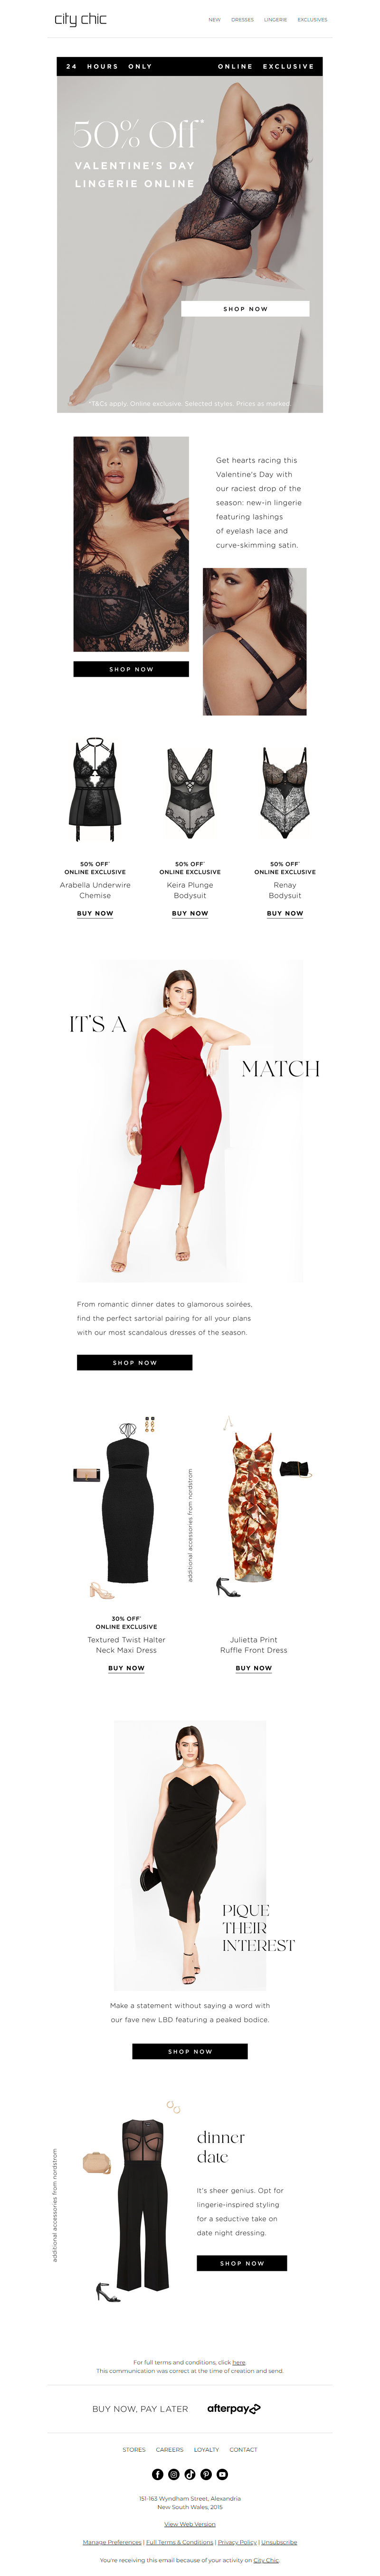 city chic
NEW DRESSES LINGERIE EXCLUSIVES
24 HOURS ONLY ONLINE EXCLUSIVE
50% Off*
VALENTINE'S DAY
LINGERIE ONLINE
SHOP NOW
*T&Cs apply. Online exclusive. Selected styles. Prices as marked.
Get hearts racing this
Valentine's Day with
our raciest drop of the
season: new-in lingerie
featuring lashings
of eyelash lace and
curve-skimming satin.
SHOP NOW
50% OFF* 50% OFF* 50% OFF*
ONLINE EXCLUSIVE ONLINE EXCLUSIVE ONLINE EXCLUSIVE
Arabella Underwire Keira Plunge Renay
Chemise Bodysuit Bodysuit
BUY NOW BUY NOW BUY NOW
IT'S A
MATCH
From romantic dinner dates to glamorous soirées,
find the perfect sartorial pairing for all your plans
with our most scandalous dresses of the season.
SHOP NOW
additional accessories from nordstrom
30% OFF*
ONLINE EXCLUSIVE
Textured Twist Halter Julietta Print
Neck Maxi Dress Ruffle Front Dress
BUY NOW BUY NOW
PIQUE
THEIR
INTEREST
Make a statement without saying a word with
our fave new LBD featuring a peaked bodice.
SHOP NOW
additional accessories from nordstrom
dinner
date
It's sheer genius. Opt for
lingerie-inspired styling
for a seductive take on
date night dressing.
SHOP NOW
For full terms and conditions, click here.
This communication was correct at the time of creation and send.
BUY NOW, PAY LATER afterpay
STORES CAREERS LOYALTY CONTACT
151-163 Wyndham Street, Alexandria
New South Wales, 2015
View Web Version
Manage Preferences | Full Terms & Conditions | Privacy Policy | Unsubscribe
You're receiving this email because of your activity on City Chic.